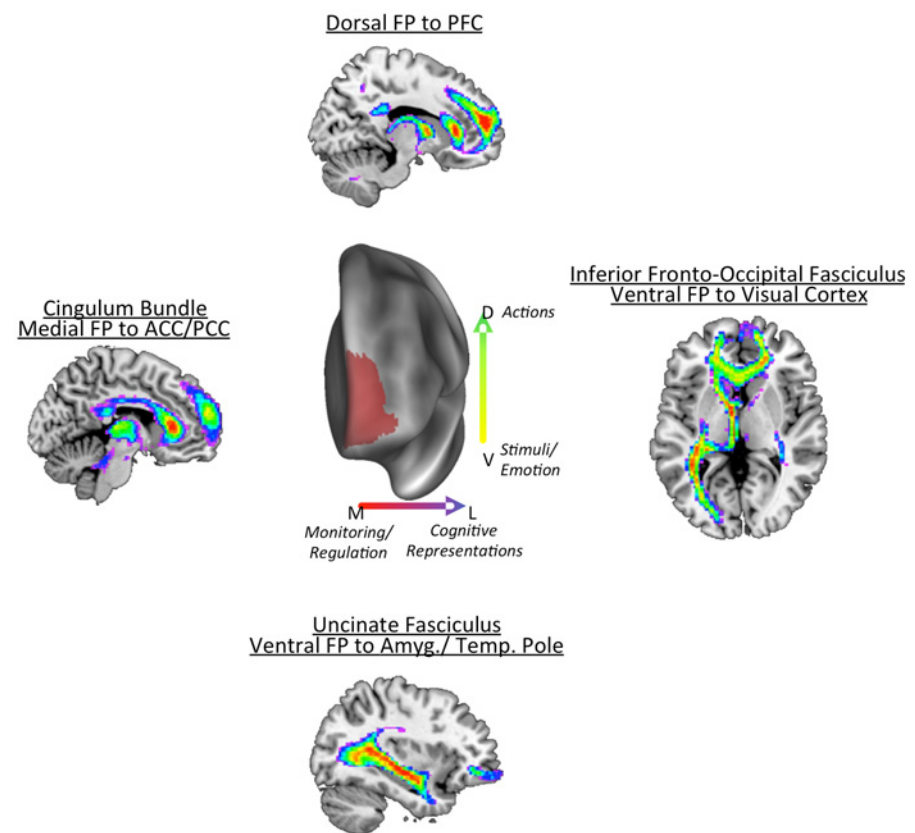 Dorsal FP to PFC
Cingulum Bundle
Medial FP to ACC/PCC
D
Actions
V
Stimuli/
Emotion
M
L
Monitoring/
Regulation
Cognitive
Representations
Inferior Fronto-Occipital Fasciculus
Ventral FP to Visual Cortex
Uncinate Fasciculus
Ventral FP to Amyg./ Temp. Pole